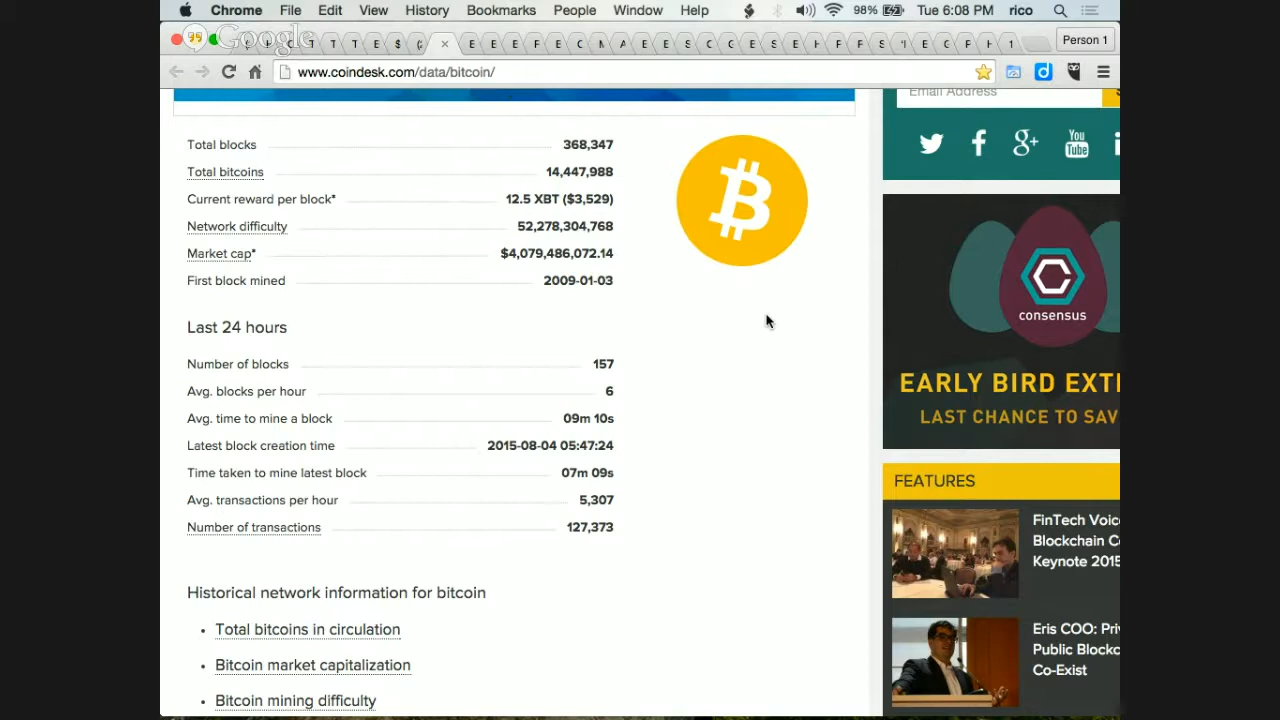 Chrome File Edit View History Bookmarks People Window Help 98% Tue 6:08 PM rico
Google
T T E $ E E E F E C M A E E S C C E S E H F F S E C F H 1 Person 1
www.coindesk.com/data/bitcoin/
Email Address
Total blocks 368,347
Total bitcoins 14,447,988
Current reward per block* 12.5 XBT ($3,529)
Network difficulty 52,278,304,768
Market cap* $4,079,486,072.14
First block mined 2009-01-03
You
Tube
consensus
EARLY BIRD EXT
LAST CHANCE TO SAV
Last 24 hours
Number of blocks 157
Avg. blocks per hour 6
Avg. time to mine a block 09m 10s
Latest block creation time 2015-08-04 05:47:24
Time taken to mine latest block 07m 09s
Avg. transactions per hour 5,307
Number of transactions 127,373
FEATURES
FinTech Voic
Blockchain C
Keynote 2015
Eris COO: Pri
Public Blockc
Co-Exist
Historical network information for bitcoin
• Total bitcoins in circulation
• Bitcoin market capitalization
• Bitcoin mining difficulty